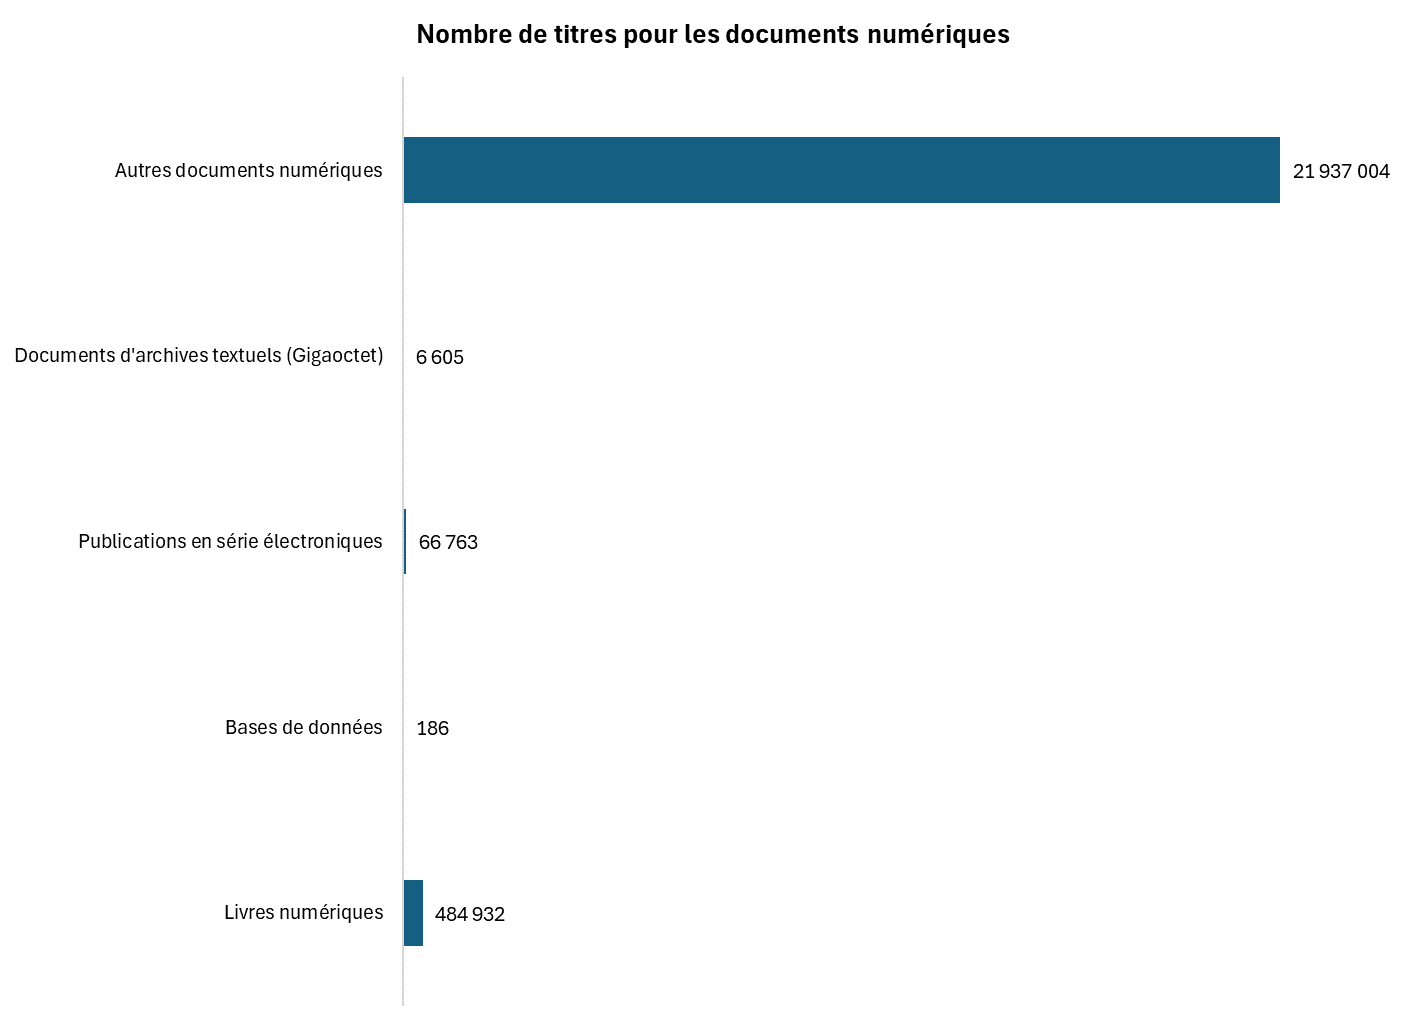 Nombre de titres pour les documents numériques
Autres documents numériques 21 937 004
Documents d'archives textuels (Gigaoctet) 6 605
Publications en série électroniques 66 763
Bases de données 186
Livres numériques 484 932